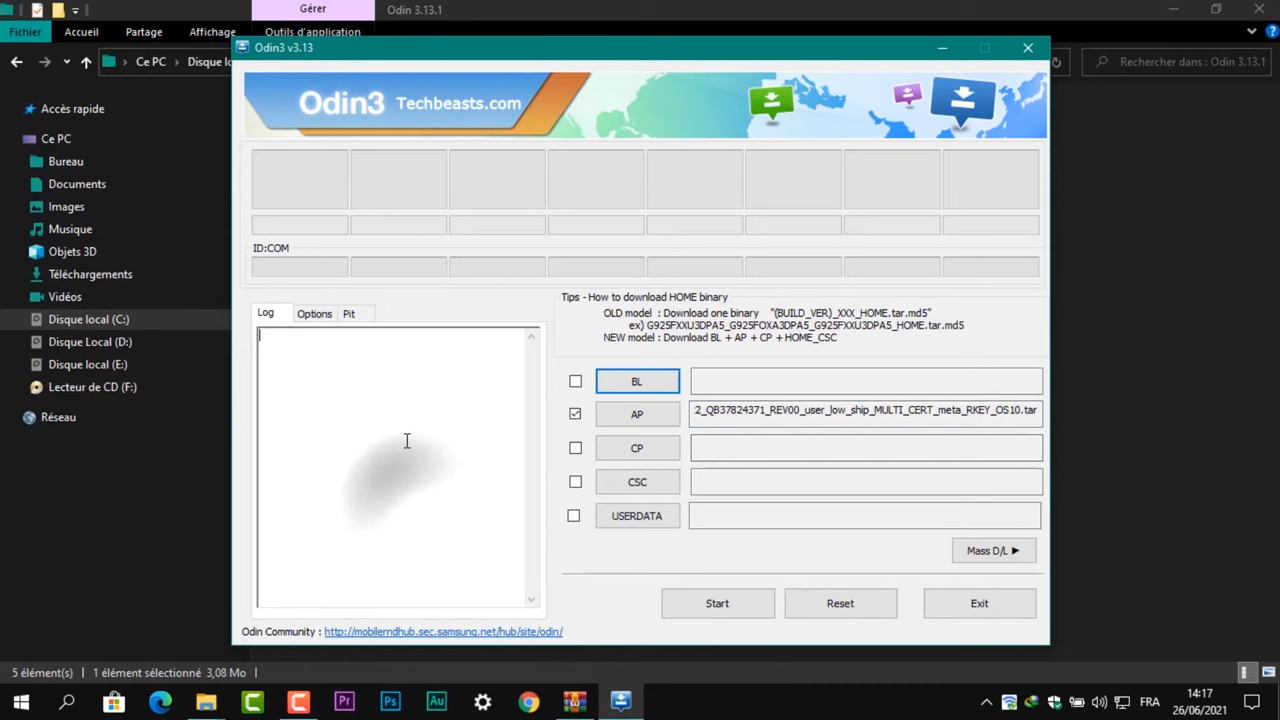 Gérer
Odin 3.13.1
Fichier
Accueil
Partage
Affichage
Outils d'application
Ce PC
Disque lo
Rechercher dans : Odin 3.13.1
Odin3 v3.13
Odin3 Techbeasts.com
Accès rapide
Ce PC
Bureau
Documents
Images
Musique
Objets 3D
Téléchargements
Vidéos
Disque local (C:)
Disque Local (D:)
Disque local (E:)
Lecteur de CD (F:)
Réseau
ID:COM
Log
Options
Pit
Tips - How to download HOME binary
OLD model : Download one binary "(BUILD_VER)_XXX_HOME.tar.md5"
ex) G925FXXU3DPA5_G925FOXA3DPA5_G925FXXU3DPA5_HOME.tar.md5
NEW model : Download BL + AP + CP + HOME_CSC
BL
AP
2_QB37824371_REV00_user_low_ship_MULTI_CERT_meta_RKEY_OS10.tar
CP
CSC
USERDATA
Mass D/L
Start
Reset
Exit
Odin Community : http://mobilerndhub.sec.samsung.net/hub/site/odin/
5 élément(s)
1 élément sélectionné 3,08 Mo
Pr
Ps
Au
FRA
14:17
26/06/2021